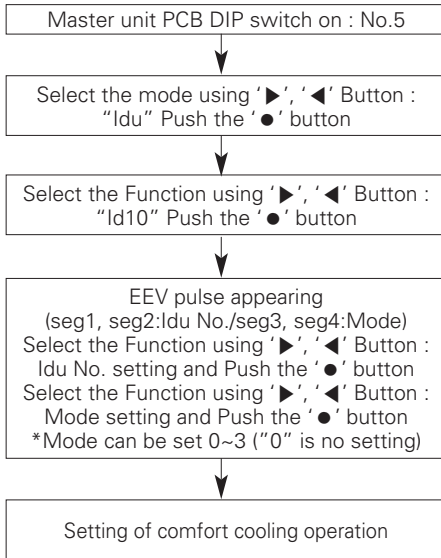 Master unit PCB DIP switch on : No.5
Select the mode using ‘▶’, ‘◀’ Button :
“Idu” Push the ‘●’ button
Select the Function using ‘▶’, ‘◀’ Button :
“Id10” Push the ‘●’ button
EEV pulse appearing
(seg1, seg2:Idu No./seg3, seg4:Mode)
Select the Function using ‘▶’, ‘◀’ Button :
Idu No. setting and Push the ‘●’ button
Select the Function using ‘▶’, ‘◀’ Button :
Mode setting and Push the ‘●’ button
*Mode can be set 0~3 ("0" is no setting)
Setting of comfort cooling operation